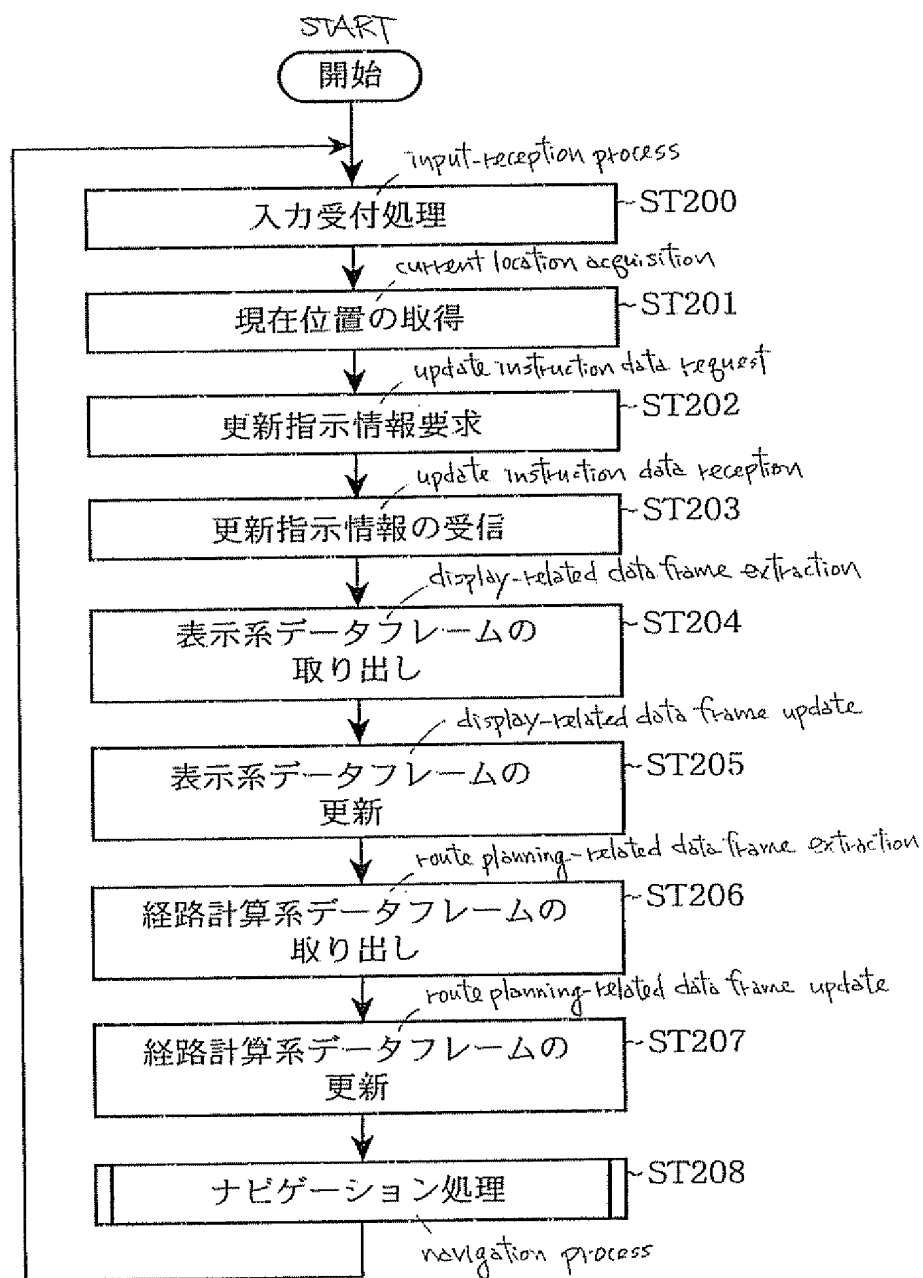 START
開始
input-reception process
入力受付処理
ST200
current location acquisition
現在位置の取得
ST201
update instruction data request
更新指示情報要求
ST202
update instruction data reception
更新指示情報の受信
ST203
display-related data frame extraction
表示系データフレームの
取り出し
ST204
display-related data frame update
表示系データフレームの
更新
ST205
route planning-related data frame extraction
経路計算系データフレームの
取り出し
ST206
route planning-related data frame update
経路計算系データフレームの
更新
ST207
ナビゲーション処理
ST208
navigation process